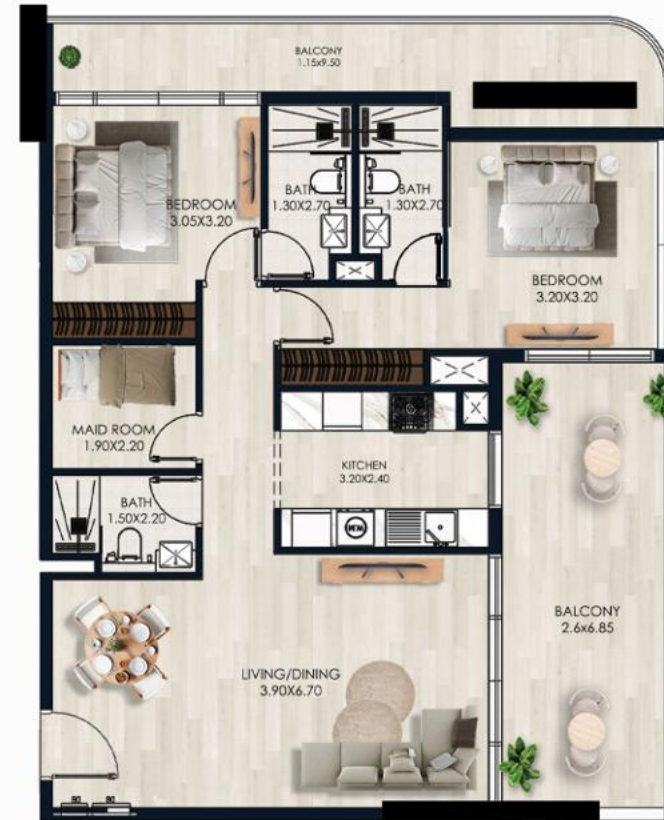 BALCONY
1.15x9.50
BEDROOM
3.05X3.20
BATH
1.30X2.70
BATH
1.30X2.70
BEDROOM
3.20X3.20
MAID ROOM
1.90X2.20
KITCHEN
3.20X2.40
BATH
1.50X2.20
WM
BALCONY
2.6x6.85
LIVING/DINING
3.90X6.70